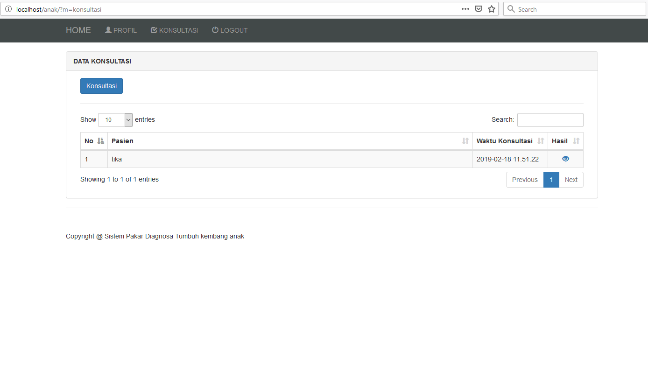 localhost/anak/?m=konsultasi
Search
HOME PROFIL KONSULTASI LOGOUT
DATA KONSULTASI
Konsultasi
Show 10 entries
Search:
No Pasien Waktu Konsultasi Hasil
1 tika 2019-02-18 11:51:22
Showing 1 to 1 of 1 entries
Previous 1 Next
Copyright @ Sistem Pakar Diagnosa Tumbuh kembang anak